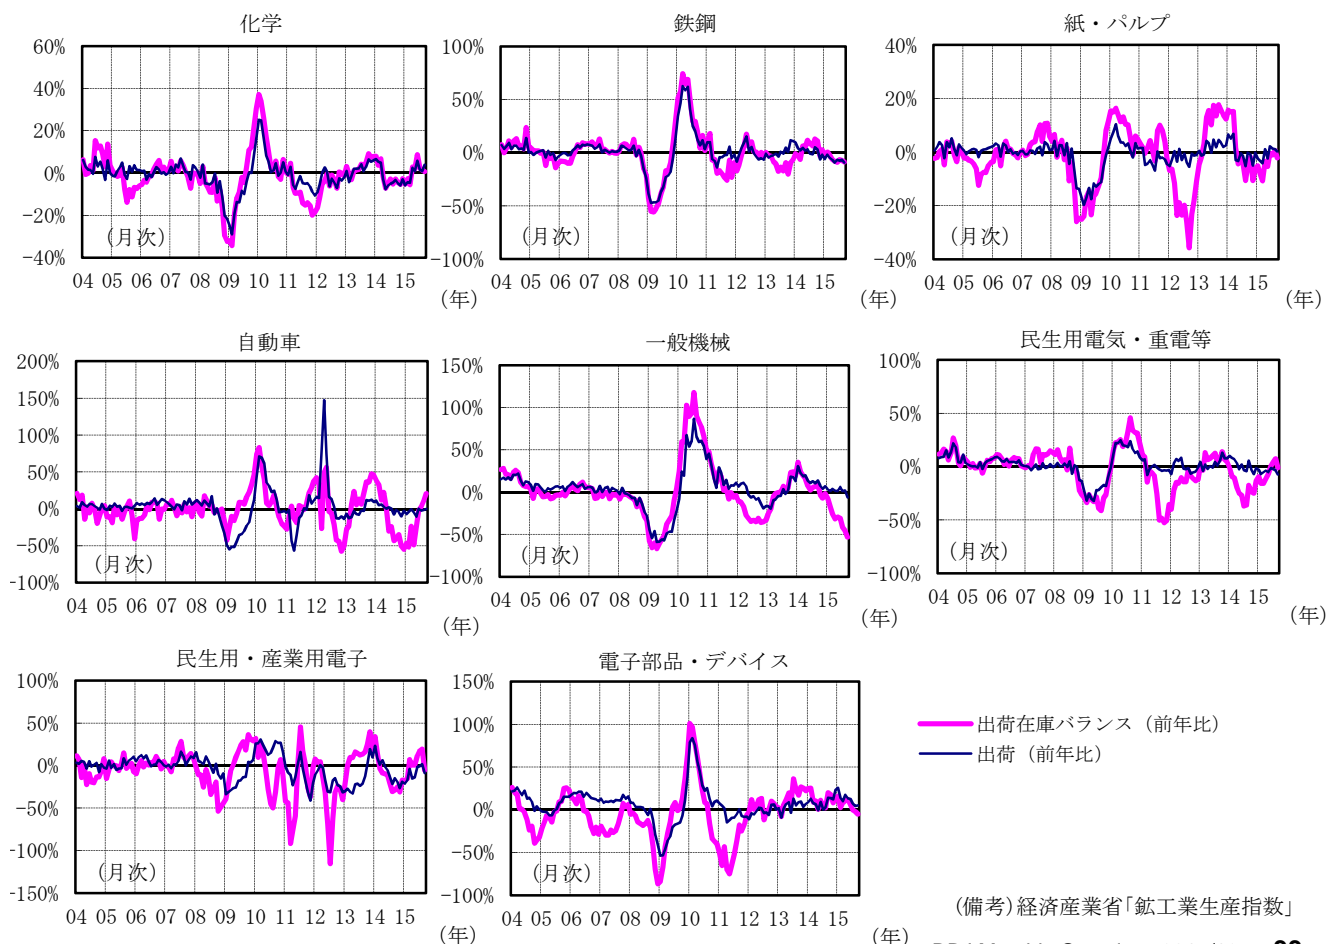 化学
60%
40%
20%
0%
-20%
-40%
(月次)
04 05 06 07 08 09 10 11 12 13 14 15
(年)
鉄鋼
100%
50%
0%
-50%
-100%
(月次)
04 05 06 07 08 09 10 11 12 13 14 15
(年)
紙・パルプ
40%
20%
0%
-20%
-40%
(月次)
04 05 06 07 08 09 10 11 12 13 14 15
(年)
自動車
200%
150%
100%
50%
0%
-50%
-100%
(月次)
04 05 06 07 08 09 10 11 12 13 14 15
(年)
一般機械
150%
100%
50%
0%
-50%
-100%
(月次)
04 05 06 07 08 09 10 11 12 13 14 15
(年)
民生用電気・重電等
100%
50%
0%
-50%
-100%
(月次)
04 05 06 07 08 09 10 11 12 13 14 15
(年)
民生用・産業用電子
100%
50%
0%
-50%
-100%
-150%
(月次)
04 05 06 07 08 09 10 11 12 13 14 15
(年)
電子部品・デバイス
150%
100%
50%
0%
-50%
-100%
(月次)
04 05 06 07 08 09 10 11 12 13 14 15
(年)
出荷在庫バランス（前年比）
出荷（前年比）
(備考)経済産業省「鉱工業生産指数」